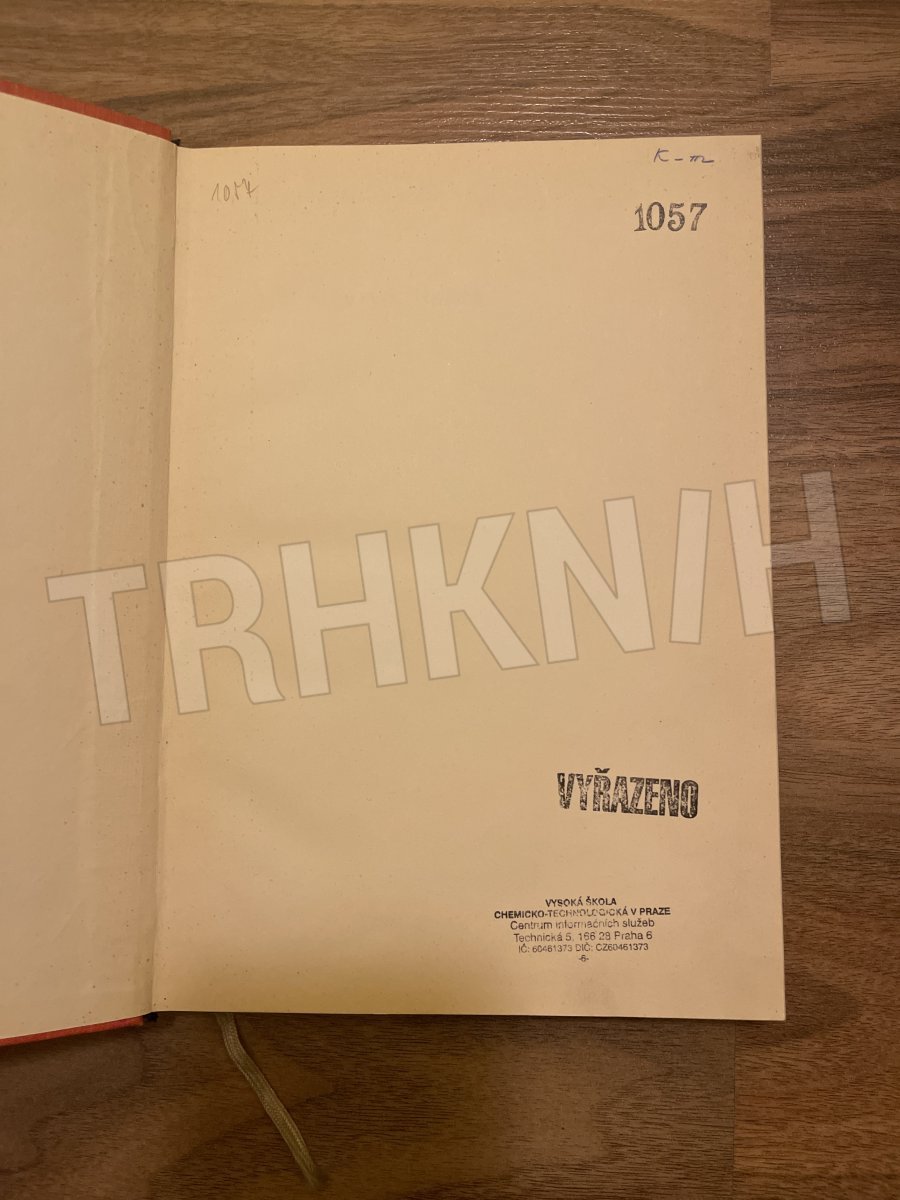 K-m
1057
1057
TRHKNIH
VYŘAZENO
VYSOKÁ ŠKOLA
CHEMICKO-TECHNOLOGICKÁ V PRAZE
Centrum informačních služeb
Technická 5, 166 28 Praha 6
IČ: 60461373 DIČ: CZ60461373
-6-